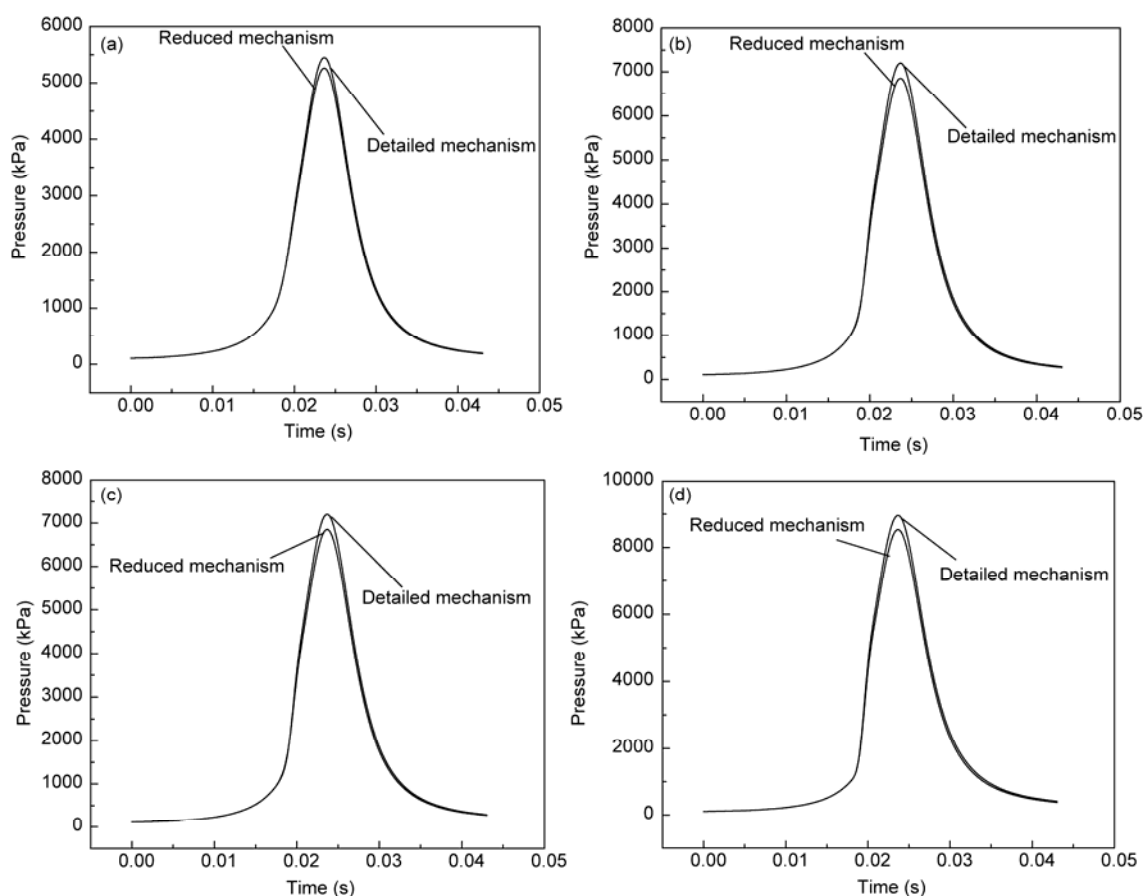 (a)
Reduced mechanism
Detailed mechanism
6000
5000
4000
3000
2000
1000
0
Pressure (kPa)
0.00 0.01 0.02 0.03 0.04 0.05
Time (s)
(b)
Reduced mechanism
Detailed mechanism
8000
7000
6000
5000
4000
3000
2000
1000
0
Pressure (kPa)
0.00 0.01 0.02 0.03 0.04 0.05
Time (s)
(c)
Reduced mechanism
Detailed mechanism
8000
7000
6000
5000
4000
3000
2000
1000
0
Pressure (kPa)
0.00 0.01 0.02 0.03 0.04 0.05
Time (s)
(d)
Reduced mechanism
Detailed mechanism
10000
8000
6000
4000
2000
0
Pressure (kPa)
0.00 0.01 0.02 0.03 0.04 0.05
Time (s)